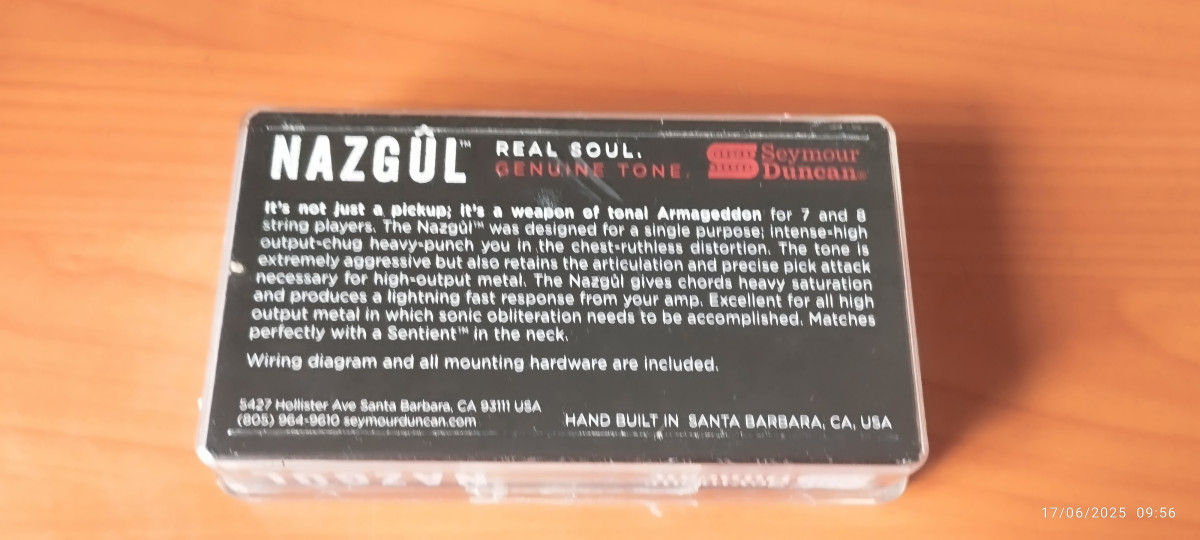 NAZGÛL™ REAL SOUL. GENUINE TONE. Seymour Duncan®
It's not just a pickup; it's a weapon of tonal Armageddon for 7 and 8
string players. The Nazgûl™ was designed for a single purpose; intense-high
output-chug heavy-punch you in the chest-ruthless distortion. The tone is
extremely aggressive but also retains the articulation and precise pick attack
necessary for high-output metal. The Nazgûl gives chords heavy saturation
and produces a lightning fast response from your amp. Excellent for all high
output metal in which sonic obliteration needs to be accomplished. Matches
perfectly with a Sentient™ in the neck.
Wiring diagram and all mounting hardware are included.
5427 Hollister Ave Santa Barbara, CA 93111 USA
(805) 964-9610 seymourduncan.com
HAND BUILT IN SANTA BARBARA, CA, USA
17/06/2025 09:56